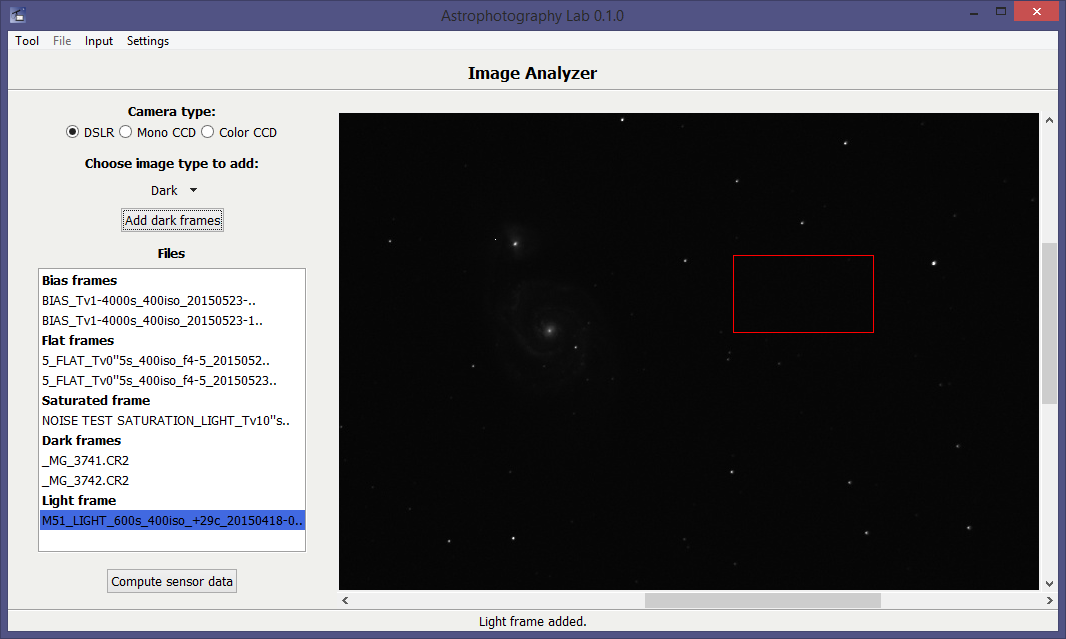 Astrophotography Lab 0.1.0
Tool File Input Settings
Image Analyzer
Camera type:
DSLR Mono CCD Color CCD
Choose image type to add:
Dark
Add dark frames
Files
Bias frames
BIAS_Tv1-4000s_400iso_20150523-..
BIAS_Tv1-4000s_400iso_20150523-1..
Flat frames
5_FLAT_Tv0"5s_400iso_f4-5_2015052..
5_FLAT_Tv0"5s_400iso_f4-5_20150523..
Saturated frame
NOISE TEST SATURATION_LIGHT_Tv10"s..
Dark frames
_MG_3741.CR2
_MG_3742.CR2
Light frame
M51_LIGHT_600s_400iso_+29c_20150418-0..
Compute sensor data
Light frame added.